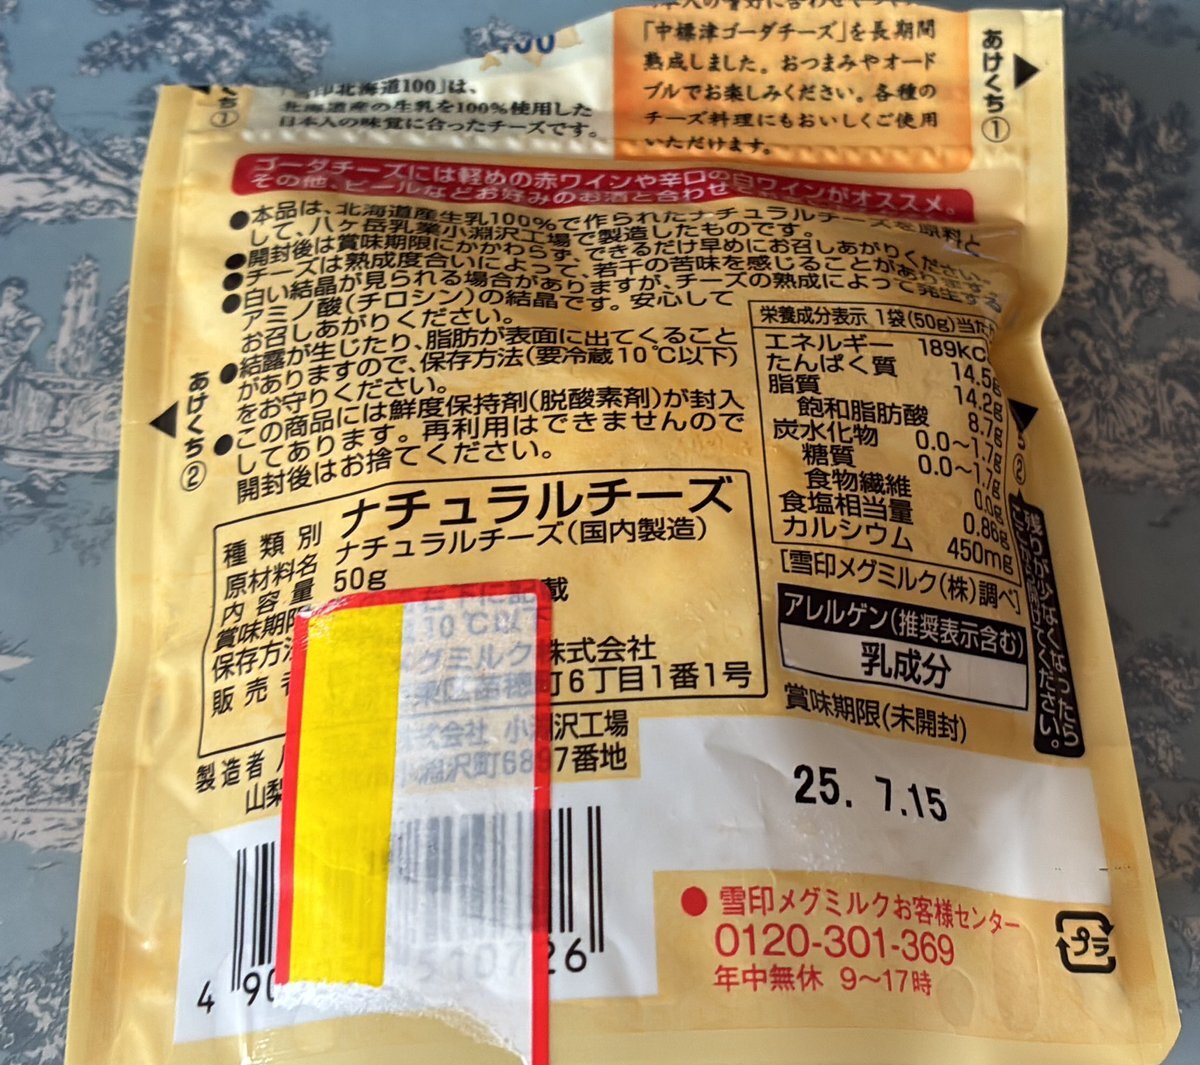 「雪印北海道100」は、
北海道産の生乳を100%使用した
日本人の味覚に合ったチーズです。
「中標津ゴーダチーズ」を長期間
熟成しました。おつまみやオード
ブルでお楽しみください。各種の
チーズ料理にもおいしくご使用
いただけます。
あけくち①
ち①
ゴーダチーズには軽めの赤ワインや辛口の白ワインがオススメ。
その他、ビールなどお好みのお酒と合わせ
●本品は、北海道産生乳100%で作られたナチュラルチーズを原料と
して、八ヶ岳乳業小淵沢工場で製造したものです。
●開封後は賞味期限にかかわらず、できるだけ早めにお召しあがりください。
●チーズは熟成度合いによって、若干の苦味を感じることがあります。
●白い結晶が見られる場合がありますが、チーズの熟成によって発生する
アミノ酸(チロシン)の結晶です。安心して
お召しあがりください。
●結露が生じたり、脂肪が表面に出てくること
がありますので、保存方法(要冷蔵10℃以下)
をお守りください。
●この商品には鮮度保持剤(脱酸素剤)が封入
してあります。再利用はできませんので
開封後はお捨てください。
あけくち②
栄養成分表示 1袋(50g)当た
エネルギー 189kc
たんぱく質 14.5g
脂質 14.2g
飽和脂肪酸 8.7g
炭水化物 0.0〜1.7g
糖質 0.0〜1.7g
食物繊維 0.0g
食塩相当量 0.86g
カルシウム 450mg
[雪印メグミルク(株)調べ]
ち②
残りが少なくなったら
ここから開けてください。
種類別 ナチュラルチーズ
原材料名 ナチュラルチーズ(国内製造)
内容量 50g
賞味期限 右下に記載
保存方法 10℃以下
販売者 メグミルク株式会社
東区苗穂町6丁目1番1号
製造者 八 株式会社 小淵沢工場
山梨 小淵沢町6897番地
アレルゲン(推奨表示含む)
乳成分
賞味期限(未開封)
25. 7.15
●雪印メグミルクお客様センター
0120-301-369
年中無休 9〜17時
プラ
4 90 510726